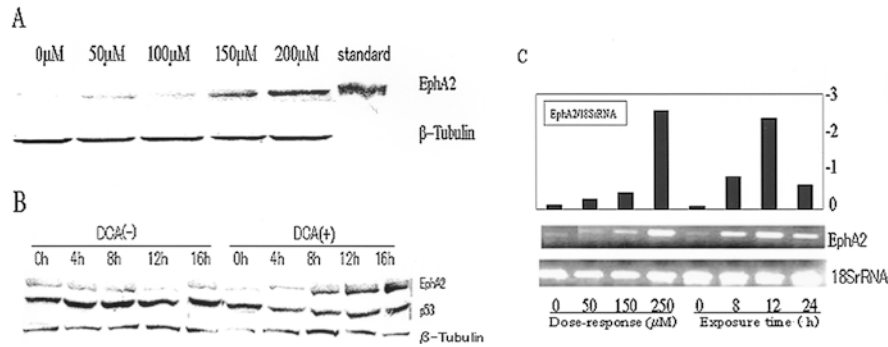 A
0μM 50μM 100μM 150μM 200μM standard
EphA2
β-Tubulin
B
DCA(-) DCA(+)
0h 4h 8h 12h 16h 0h 4h 8h 12h 16h
EphA2
p53
β-Tubulin
C
EphA2/18SrRNA
-3
-2
-1
0
EphA2
18SrRNA
0 50 150 250 0 8 12 24
Dose-response(μM) Exposure time (h)